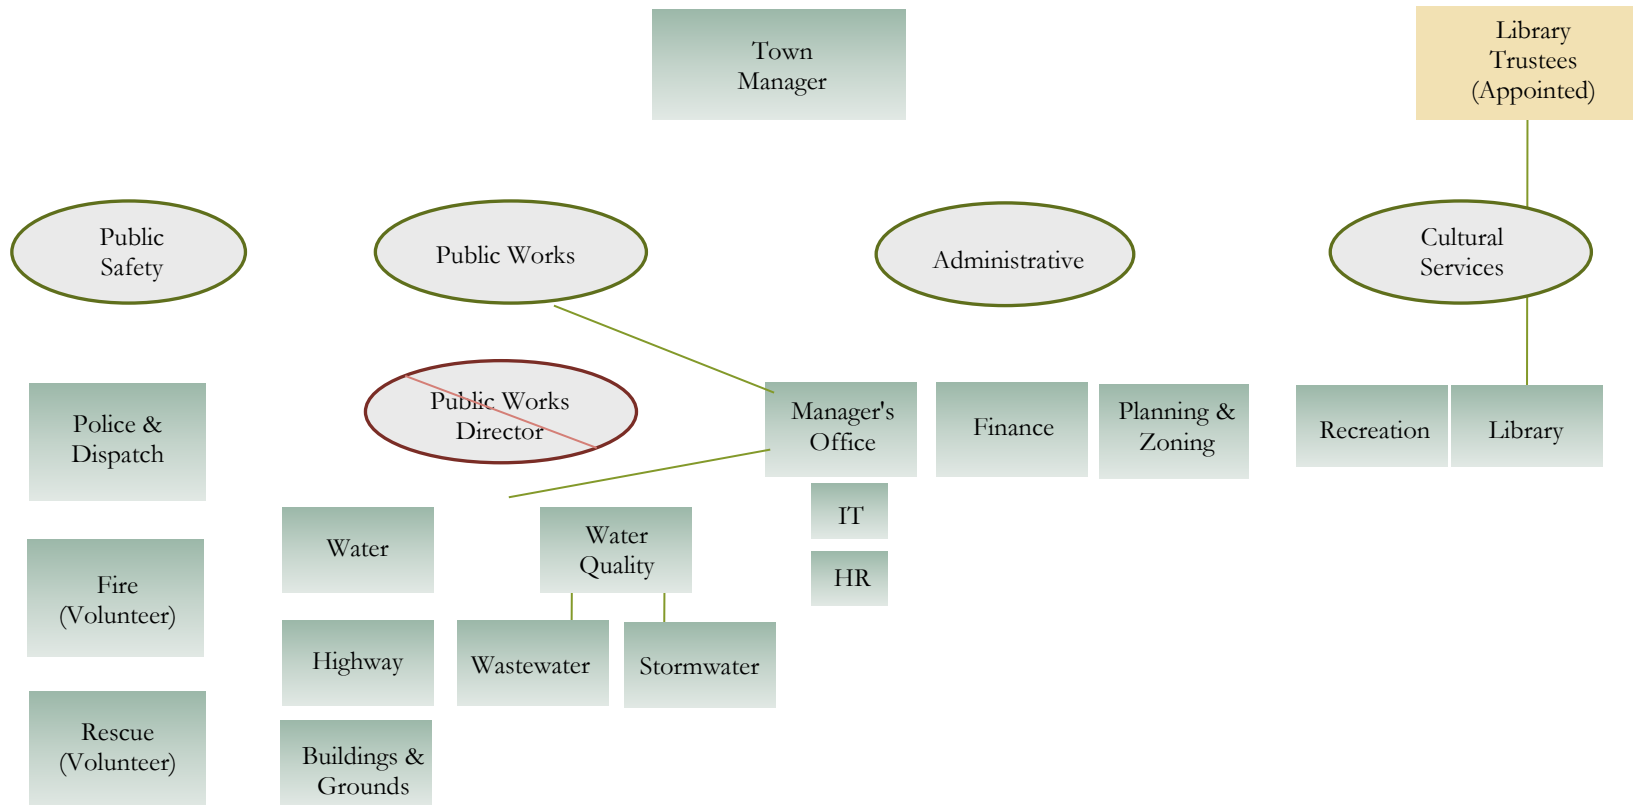 Town
Manager
Library
Trustees
(Appointed)
Public
Safety
Public Works
Administrative
Cultural
Services
Public Works
Director
Police &
Dispatch
Manager's
Office
Finance
Planning &
Zoning
Recreation
Library
IT
HR
Water
Water
Quality
Fire
(Volunteer)
Highway
Wastewater
Stormwater
Rescue
(Volunteer)
Buildings &
Grounds